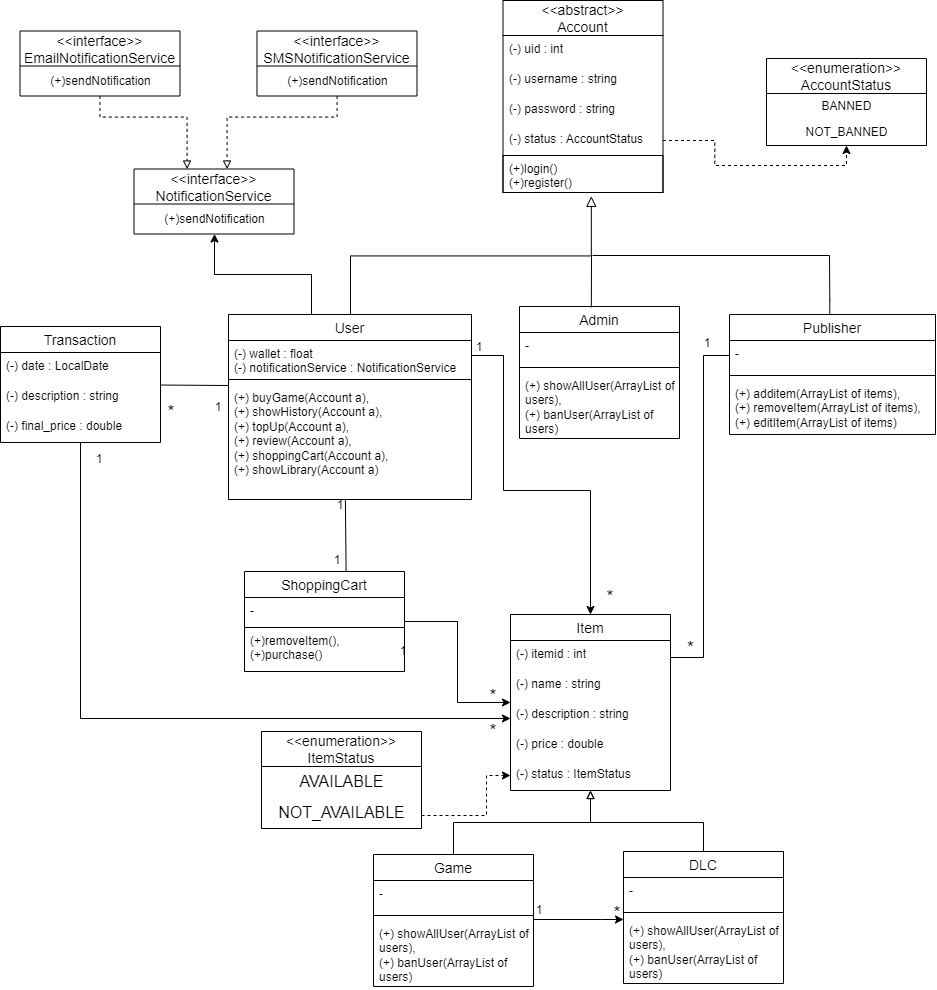 <<abstract>>
Account
(-) uid : int
(-) username : string
(-) password : string
(-) status : AccountStatus
(+)login()
(+)register()
<<interface>>
EmailNotificationService
(+)sendNotification
<<interface>>
SMSNotificationService
(+)sendNotification
<<enumeration>>
AccountStatus
BANNED
NOT_BANNED
<<interface>>
NotificationService
(+)sendNotification
Transaction
(-) date : LocalDate
(-) description : string
(-) final_price : double
*
1
1
User
(-) wallet : float
(-) notificationService : NotificationService
(+) buyGame(Account a),
(+) showHistory(Account a),
(+) topUp(Account a),
(+) review(Account a),
(+) shoppingCart(Account a),
(+) showLibrary(Account a)
1
1
1
Admin
-
(+) showAllUser(ArrayList of
users),
(+) banUser(ArrayList of
users)
1
Publisher
-
(+) additem(ArrayList of items),
(+) removeItem(ArrayList of items),
(+) editItem(ArrayList of items)
ShoppingCart
-
(+)removeItem(),
(+)purchase()
1
*
*
*
*
Item
(-) itemid : int
(-) name : string
(-) description : string
(-) price : double
(-) status : ItemStatus
<<enumeration>>
ItemStatus
AVAILABLE
NOT_AVAILABLE
Game
-
(+) showAllUser(ArrayList of
users),
(+) banUser(ArrayList of
users)
1
*
DLC
-
(+) showAllUser(ArrayList of
users),
(+) banUser(ArrayList of
users)